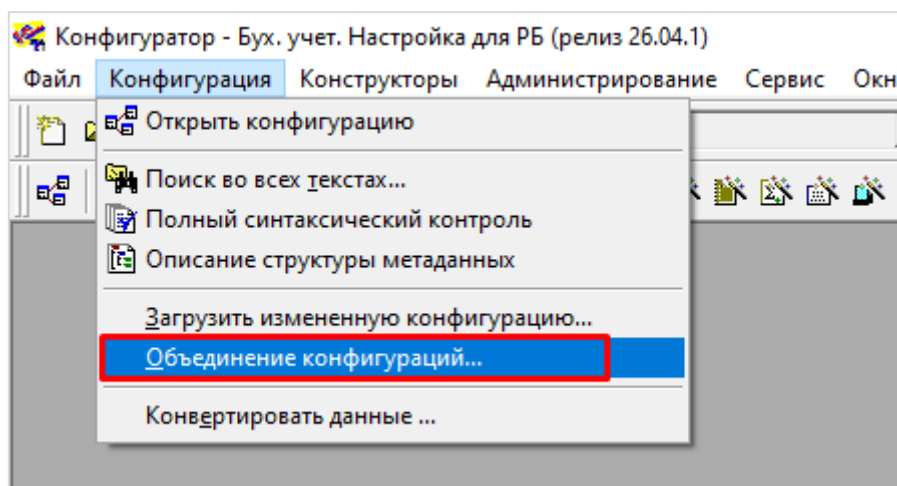 Конфигуратор - Бух. учет. Настройка для РБ (релиз 26.04.1)
Файл Конфигурация Конструкторы Администрирование Сервис Окн
Открыть конфигурацию
Поиск во всех текстах...
Полный синтаксический контроль
Описание структуры метаданных
Загрузить измененную конфигурацию...
Объединение конфигураций...
Конвертировать данные ...